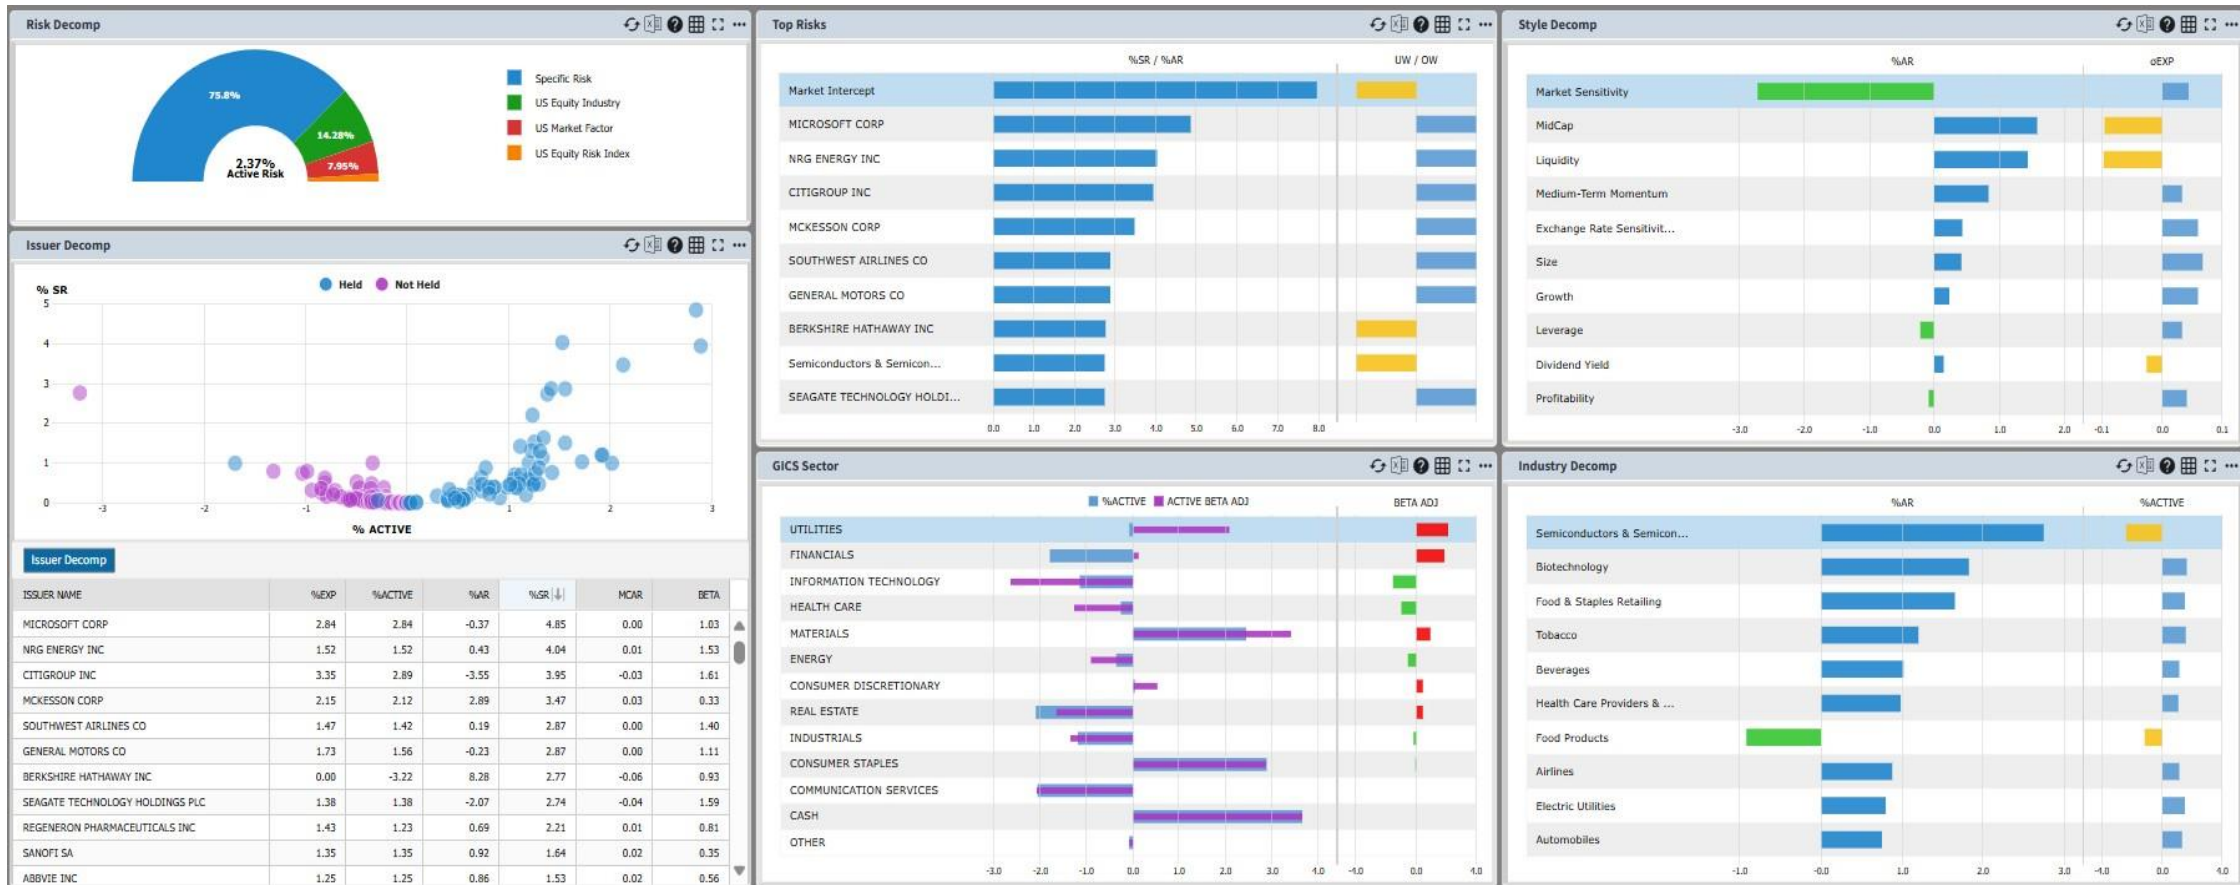 Risk Decomp
75.8%
14.28%
7.95%
2.37%
Active Risk
Specific Risk
US Equity Industry
US Market Factor
US Equity Risk Index
Issuer Decomp
% SR
Held Not Held
5
4
3
2
1
0
-3 -2 -1 1 2 3
% ACTIVE
Issuer Decomp
ISSUER NAME %EXP %ACTIVE %AR %SR MCAR BETA
MICROSOFT CORP 2.84 2.84 -0.37 4.85 0.00 1.03
NRG ENERGY INC 1.52 1.52 0.43 4.04 0.01 1.53
CITIGROUP INC 3.35 2.89 -3.55 3.95 -0.03 1.61
MCKESSON CORP 2.15 2.12 2.89 3.47 0.03 0.33
SOUTHWEST AIRLINES CO 1.47 1.42 0.19 2.87 0.00 1.40
GENERAL MOTORS CO 1.73 1.56 -0.23 2.87 0.00 1.11
BERKSHIRE HATHAWAY INC 0.00 -3.22 8.28 2.77 -0.06 0.93
SEAGATE TECHNOLOGY HOLDINGS PLC 1.38 1.38 -2.07 2.74 -0.04 1.59
REGENERON PHARMACEUTICALS INC 1.43 1.23 0.69 2.21 0.01 0.81
SANOFI SA 1.35 1.35 0.92 1.64 0.02 0.35
ABBVIE INC 1.25 1.25 0.86 1.53 0.02 0.56
Top Risks
%SR / %AR UW / OW
Market Intercept
MICROSOFT CORP
NRG ENERGY INC
CITIGROUP INC
MCKESSON CORP
SOUTHWEST AIRLINES CO
GENERAL MOTORS CO
BERKSHIRE HATHAWAY INC
Semiconductors & Semicon...
SEAGATE TECHNOLOGY HOLDI...
0.0 1.0 2.0 3.0 4.0 5.0 6.0 7.0 8.0
GICS Sector
%ACTIVE ACTIVE BETA ADJ BETA ADJ
UTILITIES
FINANCIALS
INFORMATION TECHNOLOGY
HEALTH CARE
MATERIALS
ENERGY
CONSUMER DISCRETIONARY
REAL ESTATE
INDUSTRIALS
CONSUMER STAPLES
COMMUNICATION SERVICES
CASH
OTHER
-3.0 -2.0 -1.0 0.0 1.0 2.0 3.0 4.0 -4.0 0.0 4.0
Style Decomp
%AR σEXP
Market Sensitivity
MidCap
Liquidity
Medium-Term Momentum
Exchange Rate Sensitivit...
Size
Growth
Leverage
Dividend Yield
Profitability
-3.0 -2.0 -1.0 0.0 1.0 2.0 -0.1 0.0 0.1
Industry Decomp
%AR %ACTIVE
Semiconductors & Semicon...
Biotechnology
Food & Staples Retailing
Tobacco
Beverages
Health Care Providers & ...
Food Products
Airlines
Electric Utilities
Automobiles
-1.0 -0.0 1.0 2.0 3.0 -4.0 0.0 4.0